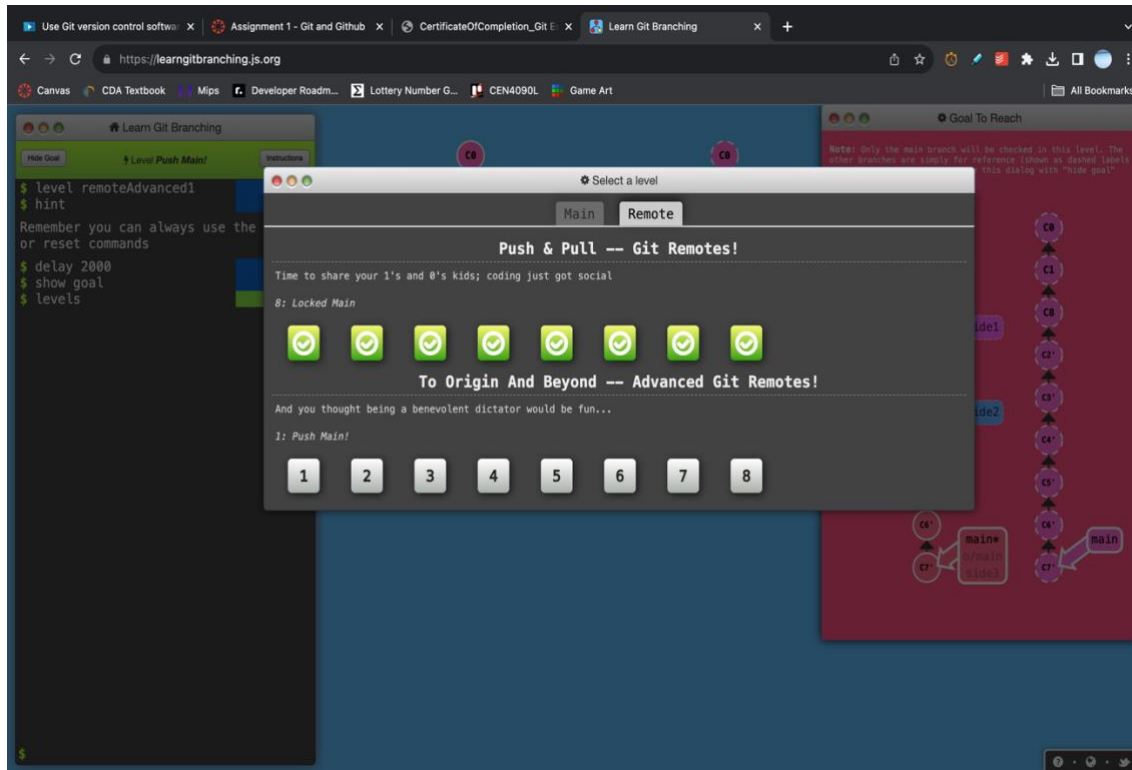 Use Git version control softwa
Assignment 1 - Git and Github
CertificateOfCompletion_Git E
Learn Git Branching
https://learngitbranching.js.org
Canvas
CDA Textbook
Mips
Developer Roadm...
Lottery Number G...
CEN4090L
Game Art
All Bookmarks
Learn Git Branching
Hide Goal
Level Push Main!
Instructions
$ level remoteAdvanced1
$ hint
Remember you can always use the
or reset commands
$ delay 2000
$ show goal
$ levels
$
C0
C0
Select a level
Main Remote
Push & Pull -- Git Remotes!
Time to share your 1's and 0's kids; coding just got social
8: Locked Main
To Origin And Beyond -- Advanced Git Remotes!
And you thought being a benevolent dictator would be fun...
1: Push Main!
1 2 3 4 5 6 7 8
Goal To Reach
Note: Only the main branch will be checked in this level. The
other branches are simply for reference (shown as dashed labels
this dialog with "hide goal"
C0
C1
C8
ide1
C2'
C3'
ide2
C4'
C5'
C6'
C6'
main*
o/main
side3
main
C7'
C7'